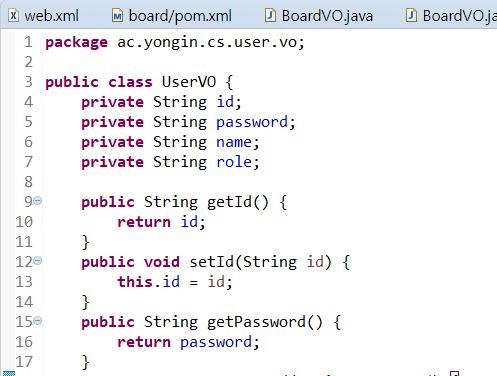 web.xml board/pom.xml BoardVO.java
1 package ac.yongin.cs.user.vo;
2
3 public class UserVO {
4 private String id;
5 private String password;
6 private String name;
7 private String role;
8
9 public String getId() {
10 return id;
11 }
12 public void setId(String id) {
13 this.id = id;
14 }
15 public String getPassword() {
16 return password;
17 }